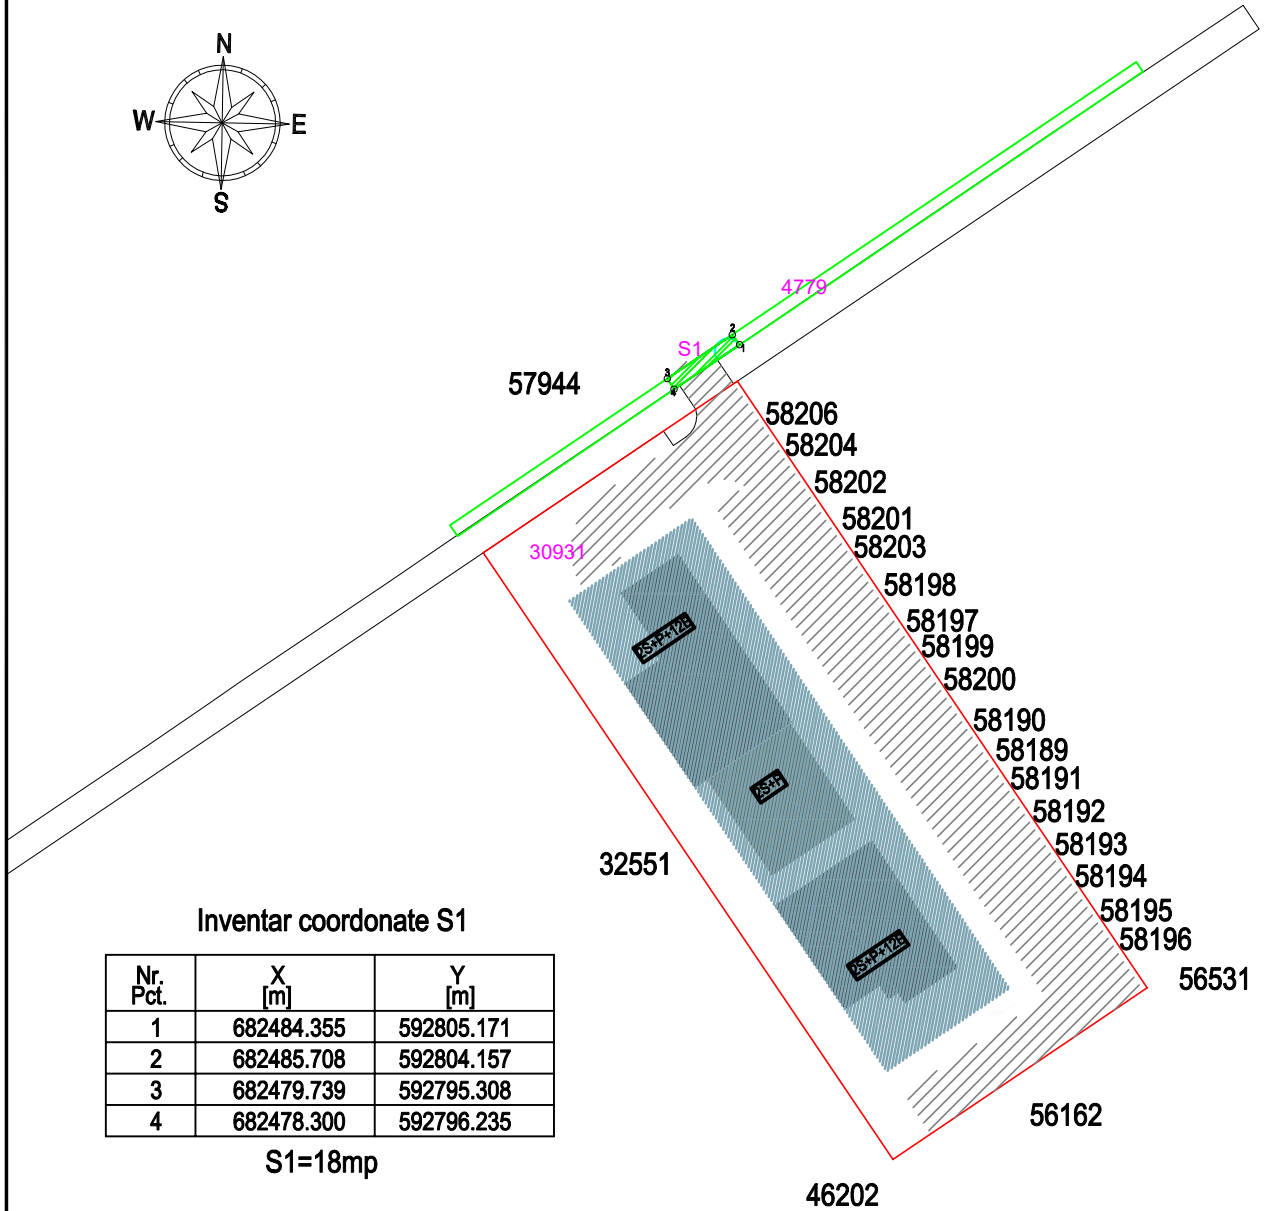 N
W
E
S
4779
2
S1
1
3
4
57944
58206
58204
58202
58201
58203
58198
30931
58197
58199
58200
2S+P+12E
58190
58189
58191
2S+P
58192
58193
32551
58194
58195
58196
2S+P+12E
56531
56162
46202
Inventar coordonate S1
Nr. Pct. X [m] Y [m]
1 682484.355 592805.171
2 682485.708 592804.157
3 682479.739 592795.308
4 682478.300 592796.235
S1=18mp